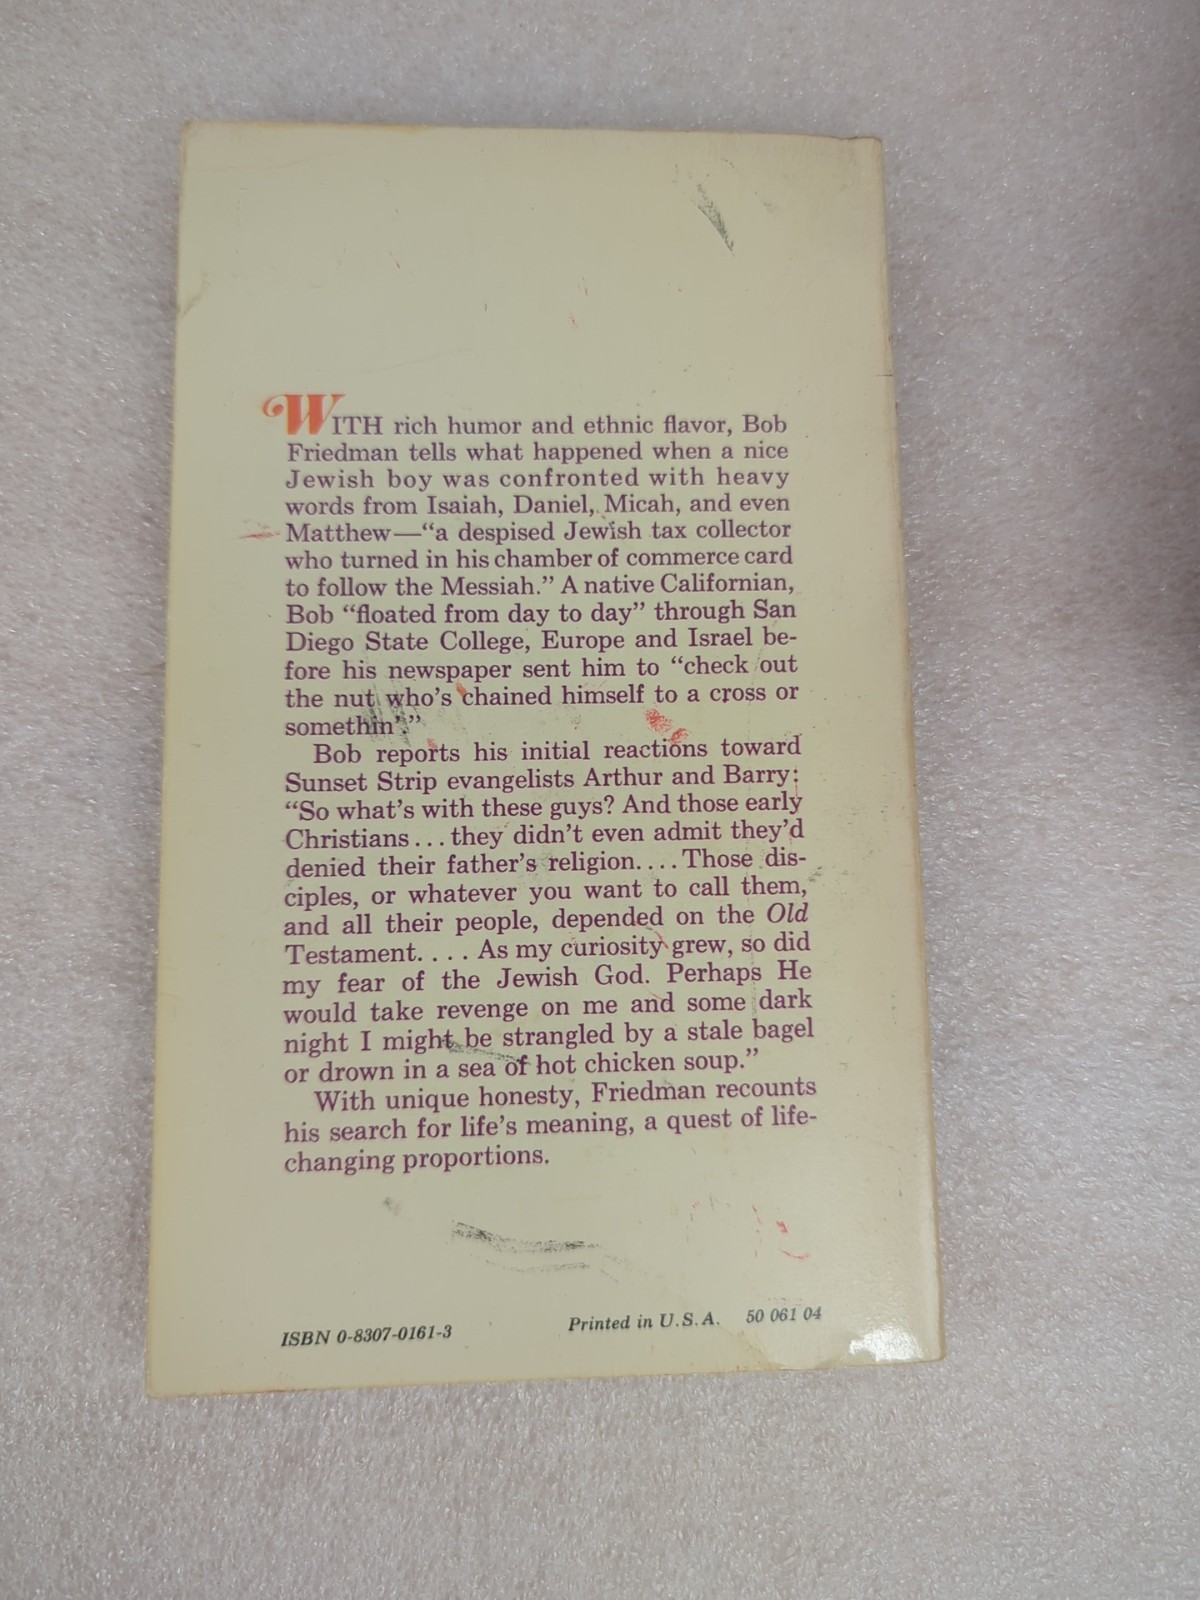 WITH rich humor and ethnic flavor, Bob
Friedman tells what happened when a nice
Jewish boy was confronted with heavy
words from Isaiah, Daniel, Micah, and even
Matthew—“a despised Jewish tax collector
who turned in his chamber of commerce card
to follow the Messiah.” A native Californian,
Bob “floated from day to day” through San
Diego State College, Europe and Israel be-
fore his newspaper sent him to “check out
the nut who’s chained himself to a cross or
somethin’.”
Bob reports his initial reactions toward
Sunset Strip evangelists Arthur and Barry:
“So what’s with these guys? And those early
Christians . . . they didn’t even admit they’d
denied their father’s religion. . . . Those dis-
ciples, or whatever you want to call them,
and all their people, depended on the Old
Testament. . . . As my curiosity grew, so did
my fear of the Jewish God. Perhaps He
would take revenge on me and some dark
night I might be strangled by a stale bagel
or drown in a sea of hot chicken soup.”
With unique honesty, Friedman recounts
his search for life’s meaning, a quest of life-
changing proportions.
ISBN 0-8307-0161-3 Printed in U.S.A. 50 061 04